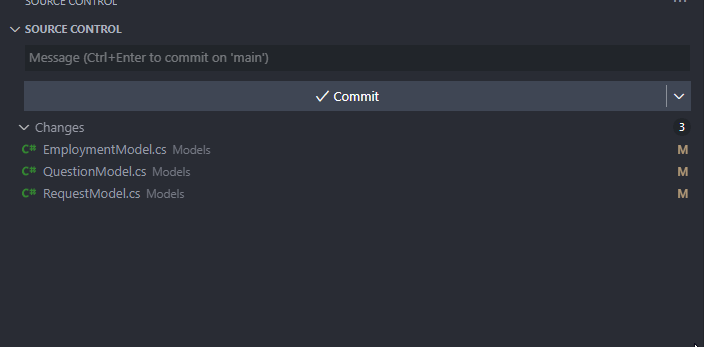 SOURCE CONTROL
SOURCE CONTROL
Message (Ctrl+Enter to commit on 'main')
Commit
Changes 3
C# EmploymentModel.cs Models M
C# QuestionModel.cs Models M
C# RequestModel.cs Models M